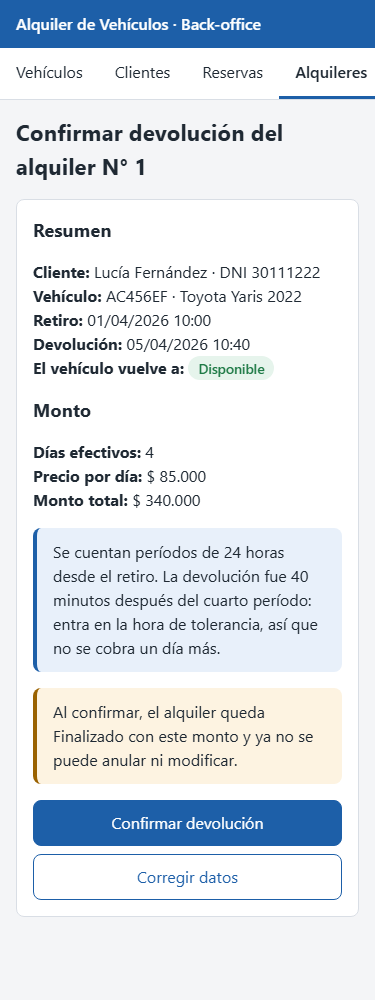 Alquiler de Vehículos · Back-office
Vehículos Clientes Reservas Alquileres
Confirmar devolución del
alquiler N° 1
Resumen
Cliente: Lucía Fernández · DNI 30111222
Vehículo: AC456EF · Toyota Yaris 2022
Retiro: 01/04/2026 10:00
Devolución: 05/04/2026 10:40
El vehículo vuelve a: Disponible
Monto
Días efectivos: 4
Precio por día: $ 85.000
Monto total: $ 340.000
Se cuentan períodos de 24 horas
desde el retiro. La devolución fue 40
minutos después del cuarto período:
entra en la hora de tolerancia, así que
no se cobra un día más.
Al confirmar, el alquiler queda
Finalizado con este monto y ya no se
puede anular ni modificar.
Confirmar devolución
Corregir datos